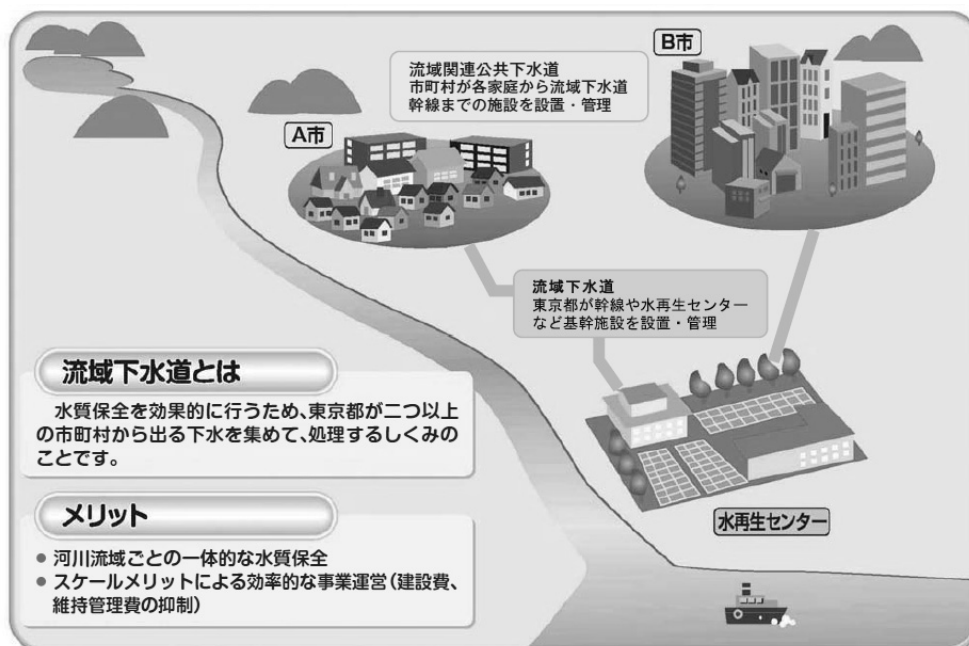 B市
流域関連公共下水道
市町村が各家庭から流域下水道
幹線までの施設を設置・管理
A市
流域下水道
東京都が幹線や水再生センター
など基幹施設を設置・管理
流域下水道とは
水質保全を効果的に行うため、東京都が二つ以上
の市町村から出る下水を集めて、処理するしくみの
ことです。
メリット
● 河川流域ごとの一体的な水質保全
● スケールメリットによる効率的な事業運営(建設費、
維持管理費の抑制)
水再生センター